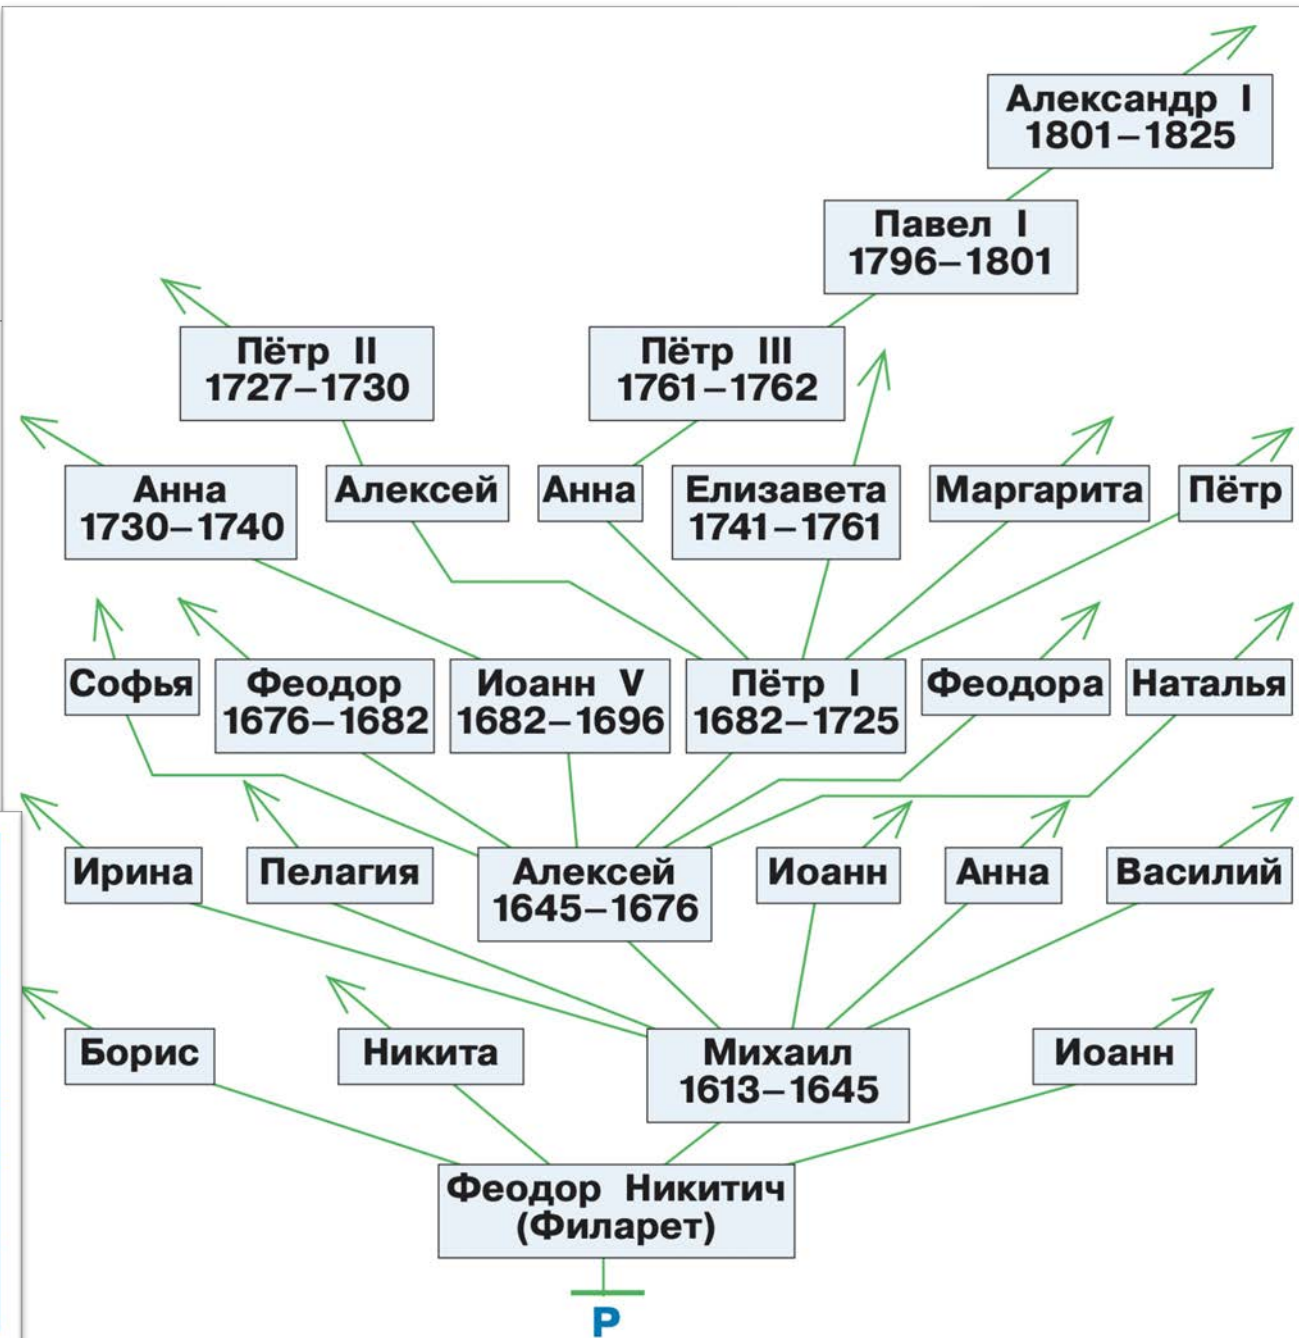 Александр I
1801–1825
Павел I
1796–1801
Пётр II
1727–1730
Пётр III
1761–1762
Анна
1730–1740
Алексей
Анна
Елизавета
1741–1761
Маргарита
Пётр
Софья
Феодор
1676–1682
Иоанн V
1682–1696
Пётр I
1682–1725
Феодора
Наталья
Ирина
Пелагия
Алексей
1645–1676
Иоанн
Анна
Василий
Борис
Никита
Михаил
1613–1645
Иоанн
Феодор Никитич
(Филарет)
Р